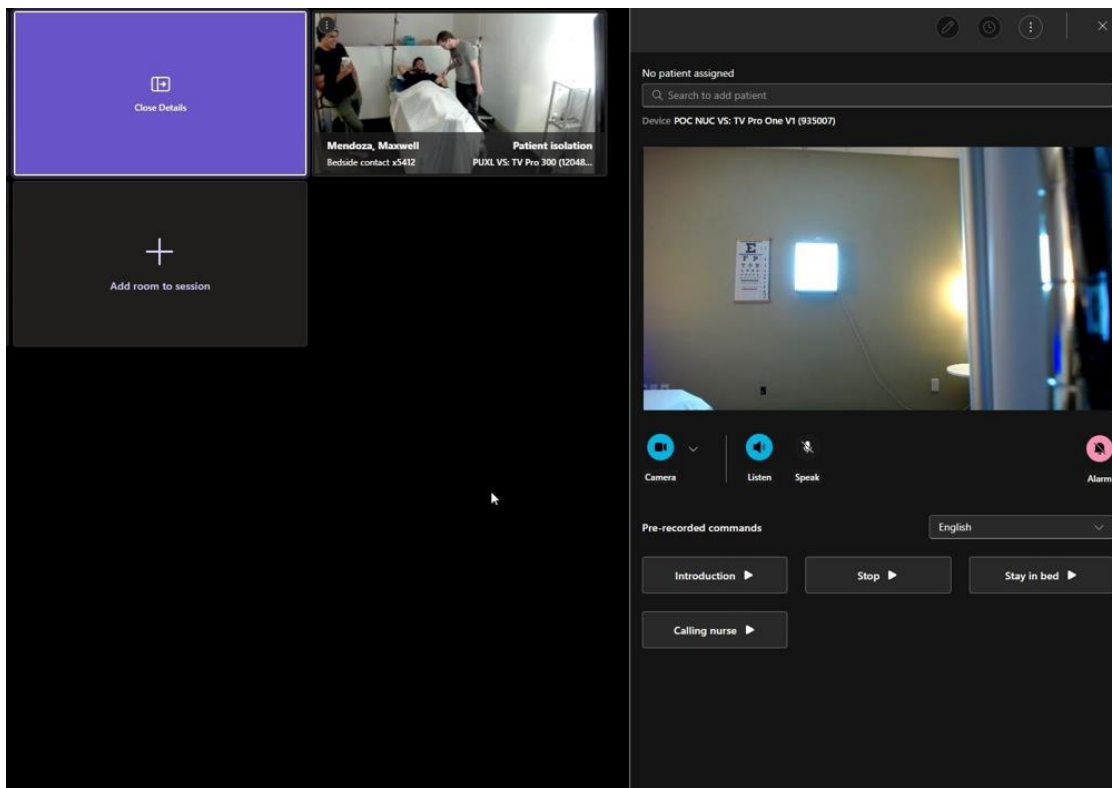 Close Details
Mendoza, Maxwell
Patient isolation
Bedside contact x5412
PUXL VS: TV Pro 300 (12048...
Add room to session
No patient assigned
Search to add patient
Device POC NUC VS: TV Pro One V1 (935007)
E
F P
T O Z
Camera
Listen
Speak
Alarm
Pre-recorded commands
English
Introduction
Stop
Stay in bed
Calling nurse